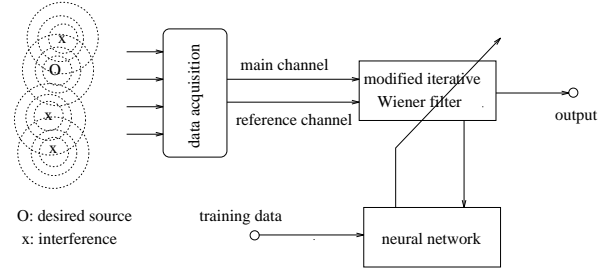 x
O
x
x
data acquisition
main channel
reference channel
modified iterative
Wiener filter
output
O: desired source
x: interference
training data
neural network